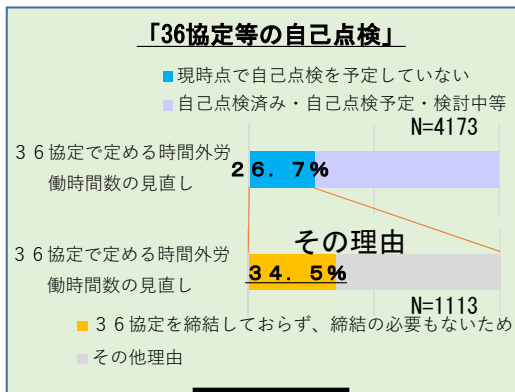 「36協定等の自己点検」
現時点で自己点検を予定していない
自己点検済み・自己点検予定・検討中等
N=4173
３６協定で定める時間外労
働時間数の見直し
２６．７％
その理由
３６協定で定める時間外労
働時間数の見直し
３４．５％
N=1113
３６協定を締結しておらず、締結の必要もないため
その他理由